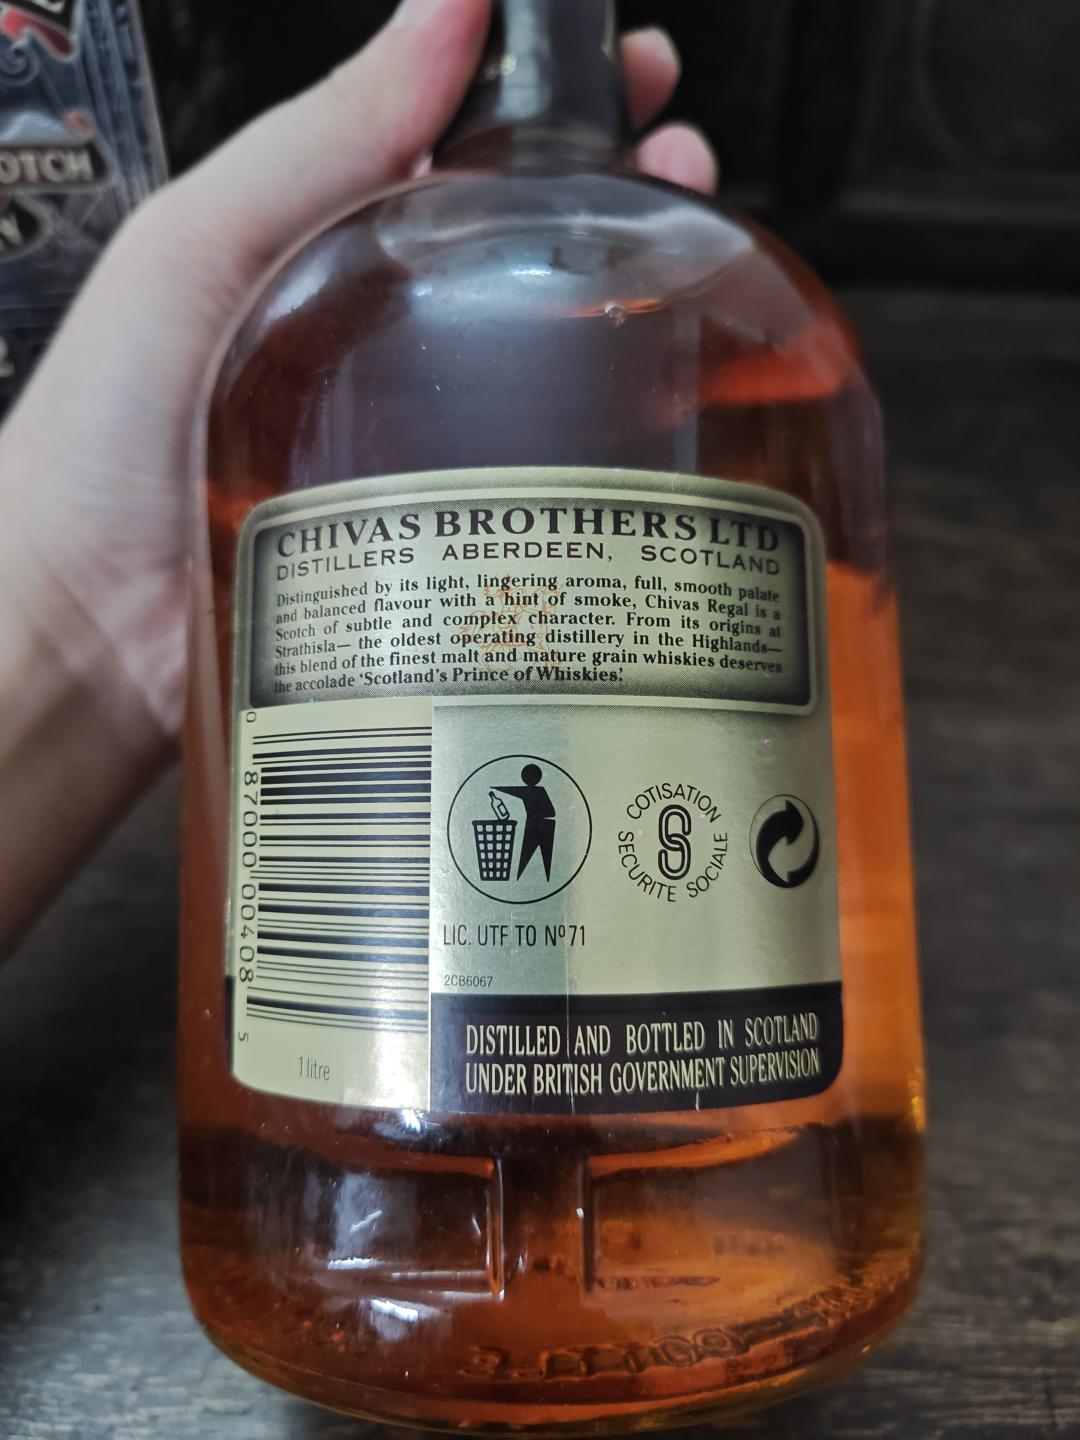 OTCH
CHIVAS BROTHERS LTD
DISTILLERS ABERDEEN, SCOTLAND
Distinguished by its light, lingering aroma, full, smooth palate
and balanced flavour with a hint of smoke, Chivas Regal is a
Scotch of subtle and complex character. From its origins at
Strathisla— the oldest operating distillery in the Highlands—
this blend of the finest malt and mature grain whiskies deserves
the accolade 'Scotland's Prince of Whiskies'.
0 87000 00408 5
1 litre
COTISATION
SECURITE SOCIALE
LIC. UTF TO Nº71
2CB6067
DISTILLED AND BOTTLED IN SCOTLAND
UNDER BRITISH GOVERNMENT SUPERVISION